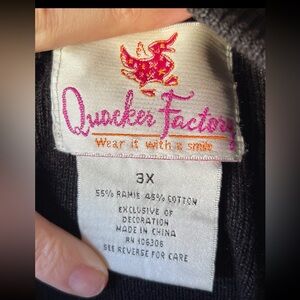 Quacker Factory
Wear it with a smile
3X
55% RAMIE 45% COTTON
EXCLUSIVE OF
DECORATION
MADE IN CHINA
RN 106306
SEE REVERSE FOR CARE